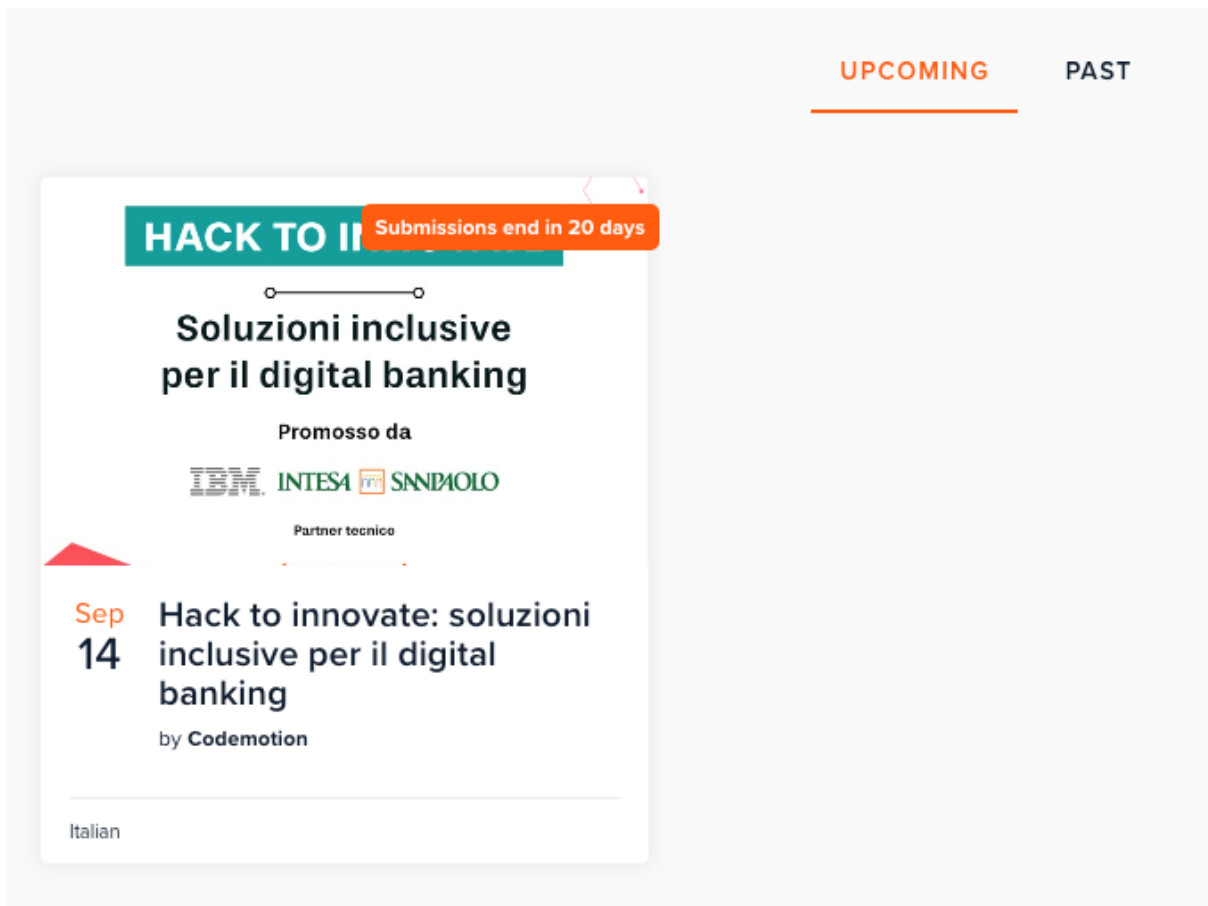 UPCOMING PAST
Submissions end in 20 days
HACK TO
Soluzioni inclusive
per il digital banking
Promosso da
IBM. INTESA SANPAOLO
Partner tecnico
Sep
14
Hack to innovate: soluzioni
inclusive per il digital
banking
by Codemotion
Italian